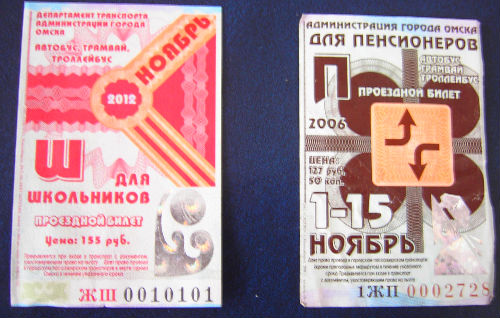 ДЕПАРТАМЕНТ ТРАНСПОРТА
АДМИНИСТРАЦИИ ГОРОДА
ОМСКА
АВТОБУС, ТРАМВАЙ,
ТРОЛЛЕЙБУС
НОЯБРЬ
2012
Ш
ДЛЯ
ШКОЛЬНИКОВ
ПРОЕЗДНОЙ БИЛЕТ
Цена: 155 руб.
ЖШ 0010101
АДМИНИСТРАЦИЯ ГОРОДА ОМСКА
ДЛЯ ПЕНСИОНЕРОВ
АВТОБУС
ТРАМВАЙ
ТРОЛЛЕЙБУС
П
ПРОЕЗДНОЙ БИЛЕТ
2006
ЦЕНА:
127 руб.
50 коп.
1-15
НОЯБРЬ
1ЖП 0002728